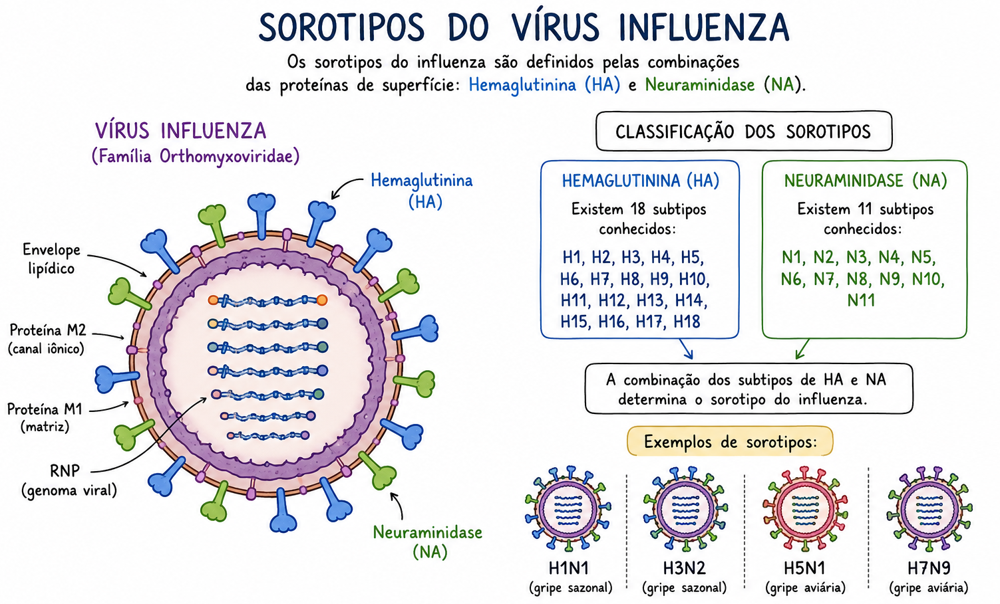 SOROTIPOS DO VÍRUS INFLUENZA
Os sorotipos do influenza são definidos pelas combinações
das proteínas de superfície: Hemaglutinina (HA) e Neuraminidase (NA).
VÍRUS INFLUENZA
(Família Orthomyxoviridae)
Hemaglutinina
(HA)
Envelope
lipídico
Proteína M2
(canal iônico)
Proteína M1
(matriz)
RNP
(genoma viral)
Neuraminidase
(NA)
CLASSIFICAÇÃO DOS SOROTIPOS
HEMAGLUTININA (HA)
Existem 18 subtipos
conhecidos:
H1, H2, H3, H4, H5,
H6, H7, H8, H9, H10,
H11, H12, H13, H14,
H15, H16, H17, H18
NEURAMINIDASE (NA)
Existem 11 subtipos
conhecidos:
N1, N2, N3, N4, N5,
N6, N7, N8, N9, N10,
N11
A combinação dos subtipos de HA e NA
determina o sorotipo do influenza.
Exemplos de sorotipos:
H1N1
(gripe sazonal)
H3N2
(gripe sazonal)
H5N1
(gripe aviária)
H7N9
(gripe aviária)